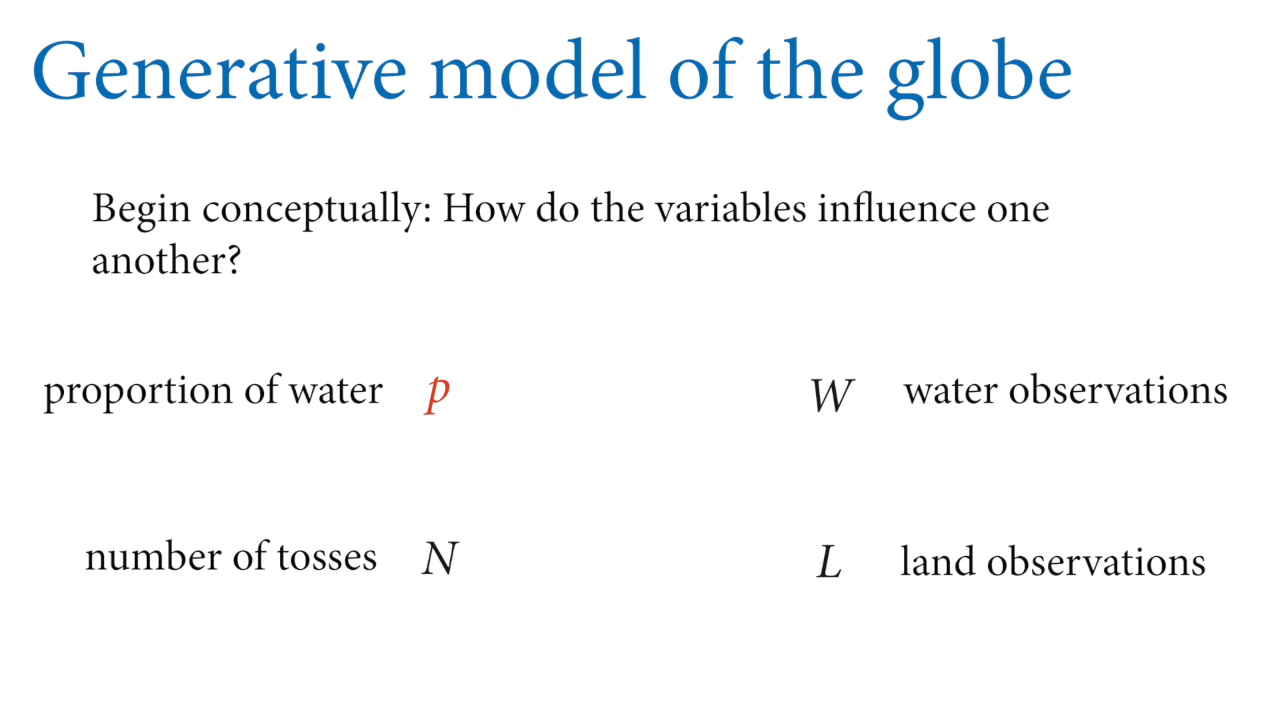 Generative model of the globe
Begin conceptually: How do the variables influence one
another?
proportion of water p W water observations
number of tosses N L land observations